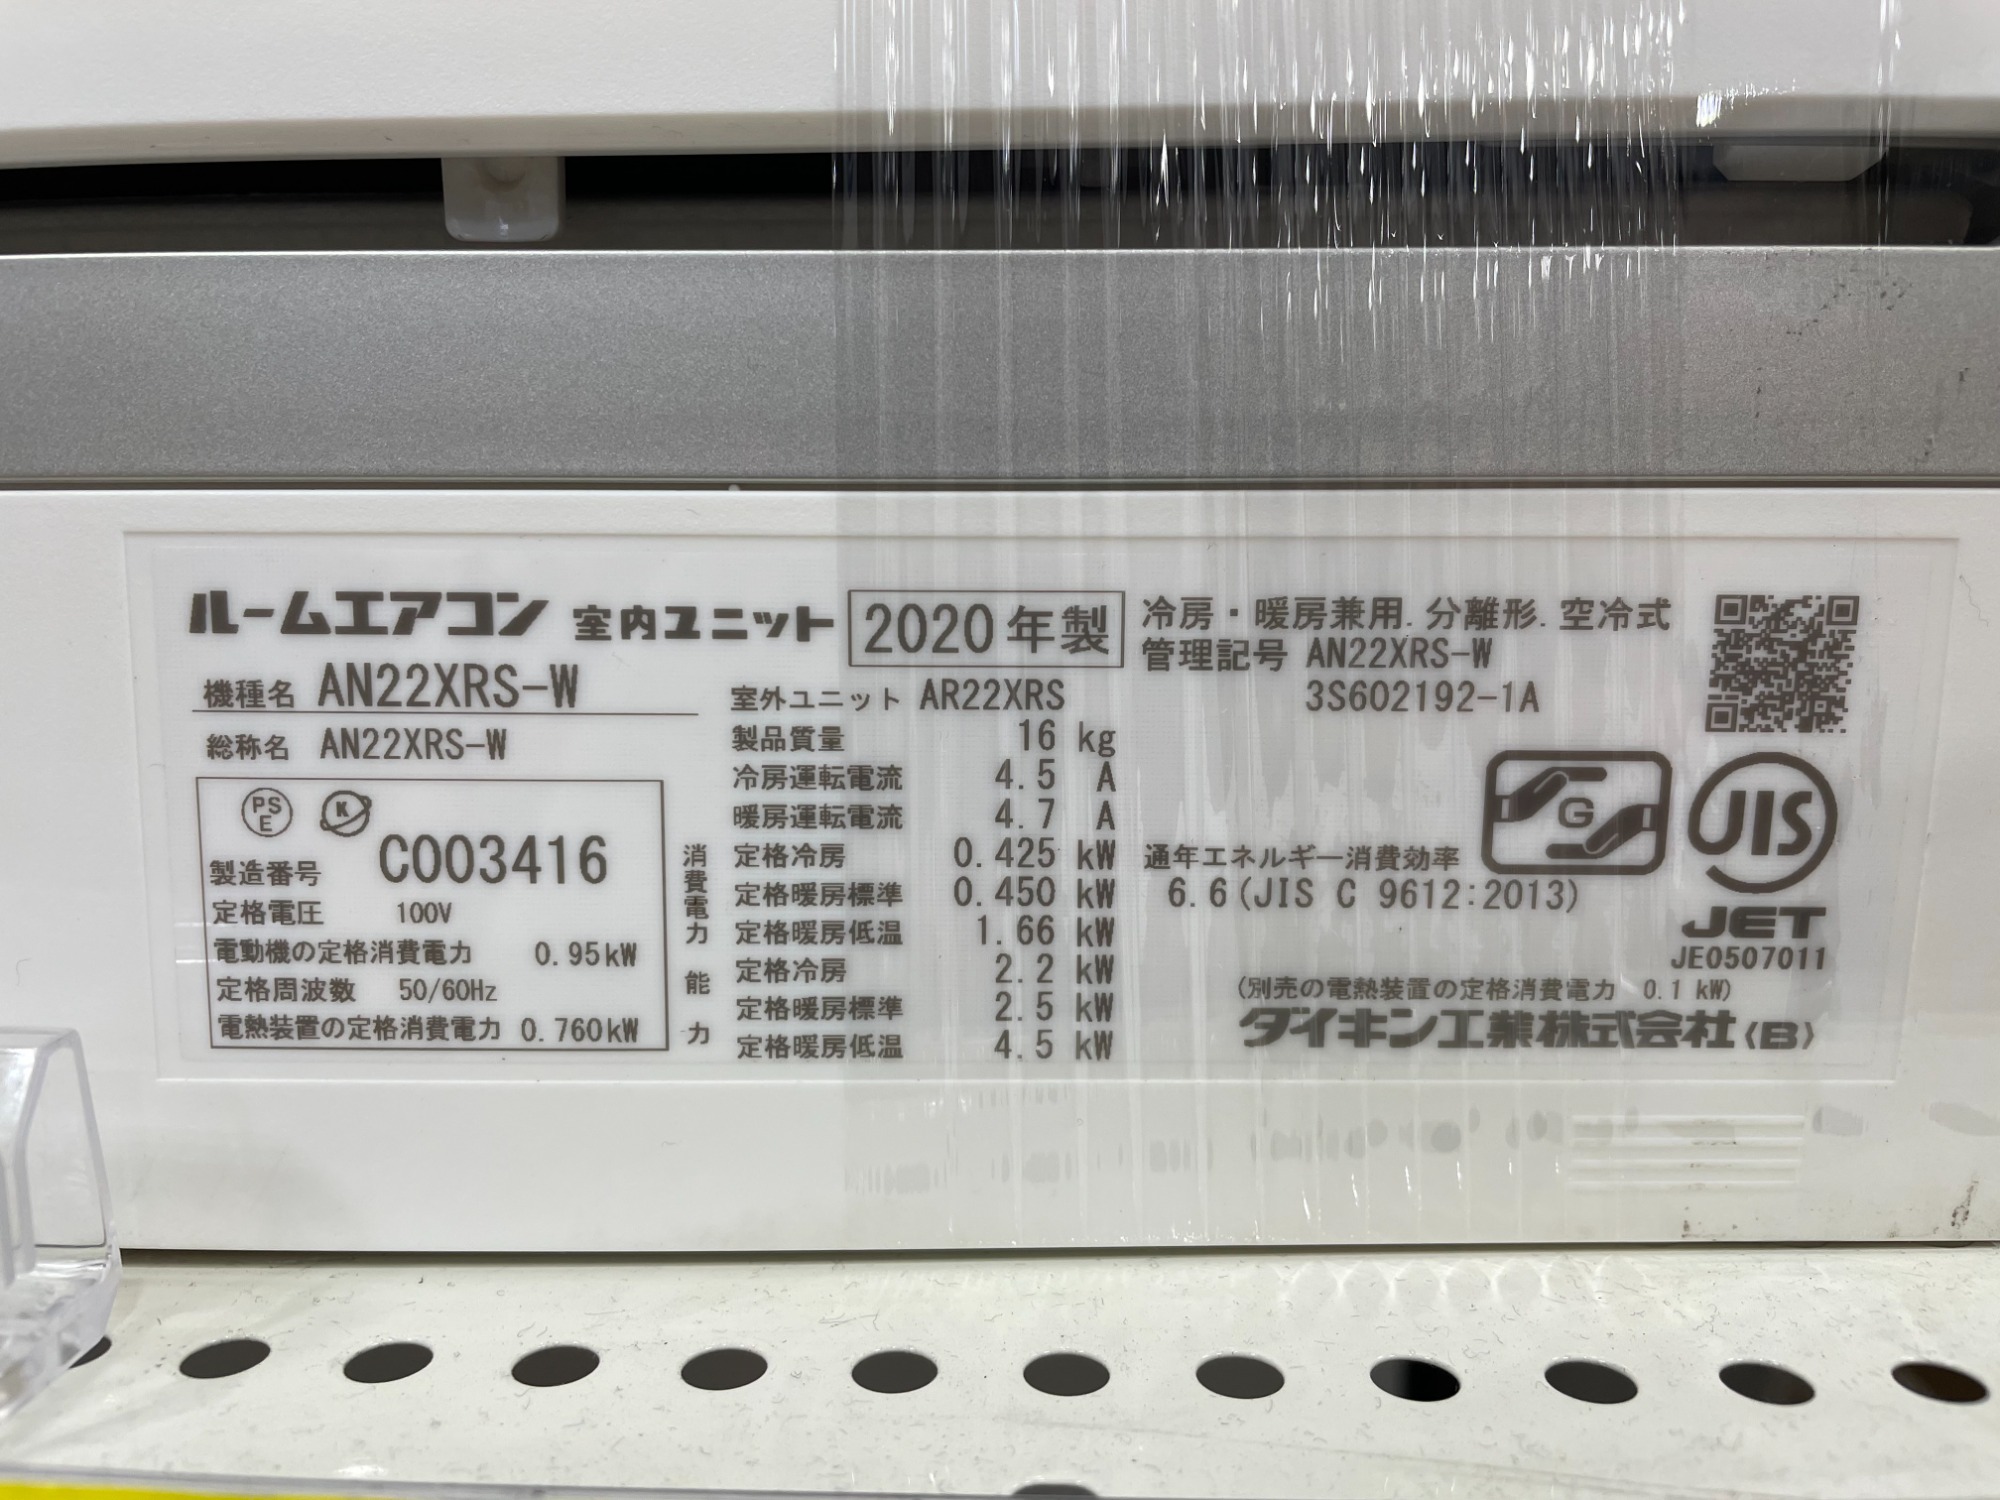 ルームエアコン 室内ユニット 2020年製
機種名 AN22XRS-W
総称名 AN22XRS-W
PS E K
製造番号 C003416
定格電圧 100V
電動機の定格消費電力 0.95kW
定格周波数 50/60Hz
電熱装置の定格消費電力 0.760kW
室外ユニット AR22XRS
製品質量 16 kg
冷房運転電流 4.5 A
暖房運転電流 4.7 A
消費電力
定格冷房 0.425 kW
定格暖房標準 0.450 kW
定格暖房低温 1.66 kW
能力
定格冷房 2.2 kW
定格暖房標準 2.5 kW
定格暖房低温 4.5 kW
冷房・暖房兼用.分離形.空冷式
管理記号 AN22XRS-W
3S602192-1A
G
JIS
通年エネルギー消費効率
6.6(JIS C 9612:2013)
JET
JE0507011
(別売の電熱装置の定格消費電力 0.1 kW)
ダイキン工業株式会社〈B〉